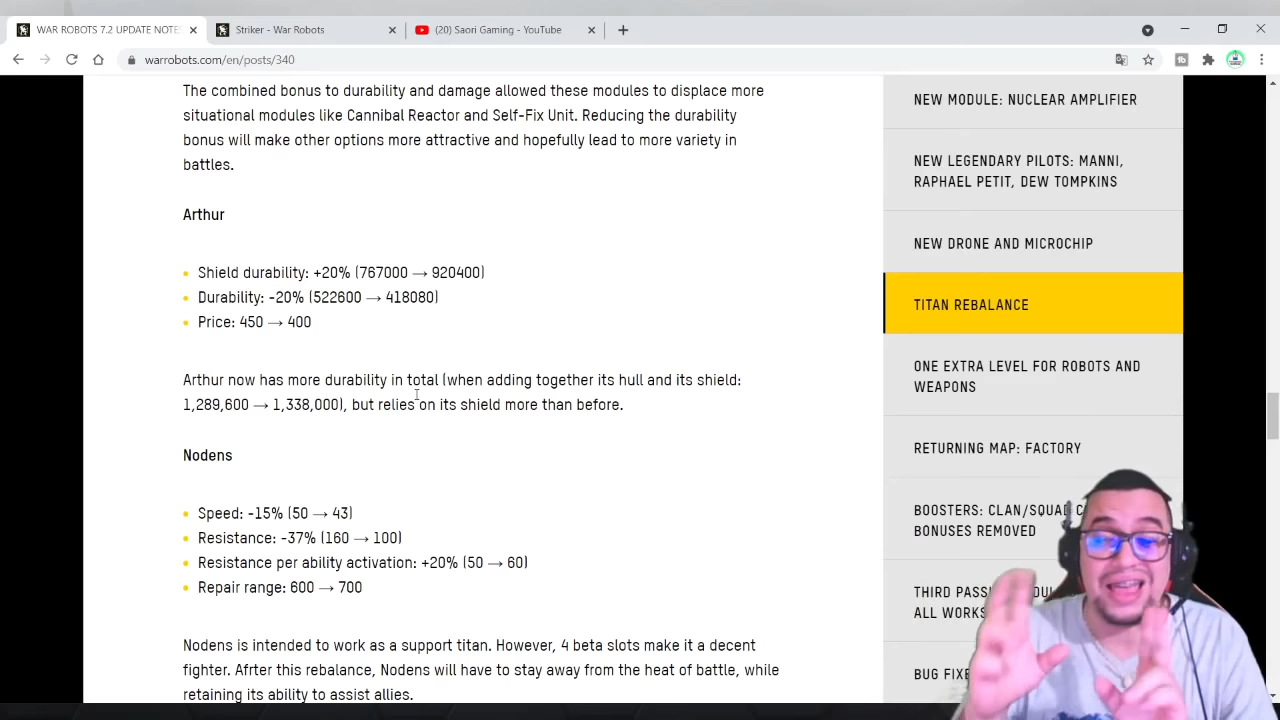 WAR ROBOTS 7.2 UPDATE NOTES
Striker - War Robots
(20) Saori Gaming - YouTube
warrobots.com/en/posts/340
The combined bonus to durability and damage allowed these modules to displace more
situational modules like Cannibal Reactor and Self-Fix Unit. Reducing the durability
bonus will make other options more attractive and hopefully lead to more variety in
battles.
Arthur
Shield durability: +20% (767000 → 920400)
Durability: -20% (522600 → 418080)
Price: 450 → 400
Arthur now has more durability in total (when adding together its hull and its shield:
1,289,600 → 1,338,000), but relies on its shield more than before.
Nodens
Speed: -15% (50 → 43)
Resistance: -37% (160 → 100)
Resistance per ability activation: +20% (50 → 60)
Repair range: 600 → 700
Nodens is intended to work as a support titan. However, 4 beta slots make it a decent
fighter. After this rebalance, Nodens will have to stay away from the heat of battle, while
retaining its ability to assist allies.
NEW MODULE: NUCLEAR AMPLIFIER
NEW LEGENDARY PILOTS: MANNI,
RAPHAEL PETIT, DEW TOMPKINS
NEW DRONE AND MICROCHIP
TITAN REBALANCE
ONE EXTRA LEVEL FOR ROBOTS AND
WEAPONS
RETURNING MAP: FACTORY
BOOSTERS: CLAN/SQUAD C
BONUSES REMOVED
THIRD PASS
ALL WORKS
BUG FIXE